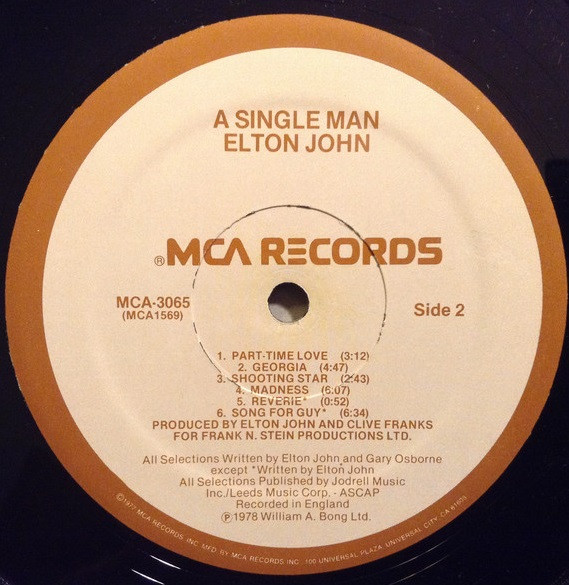 A SINGLE MAN
ELTON JOHN
® MCA RECORDS
MCA-3065
(MCA1569)
Side 2
1. PART-TIME LOVE (3:12)
2. GEORGIA (4:47)
3. SHOOTING STAR (2:43)
4. MADNESS (6:07)
5. REVERIE* (0:52)
6. SONG FOR GUY* (6:34)
PRODUCED BY ELTON JOHN AND CLIVE FRANKS
FOR FRANK N. STEIN PRODUCTIONS LTD.
All Selections Written by Elton John and Gary Osborne
except *Written by Elton John
All Selections Published by Jodrell Music
Inc./Leeds Music Corp. - ASCAP
Recorded in England
℗1978 William A. Bong Ltd.
MCA RECORDS INC. MFD. BY MCA RECORDS INC. 100 UNIVERSAL PLAZA, UNIVERSAL CITY, CA